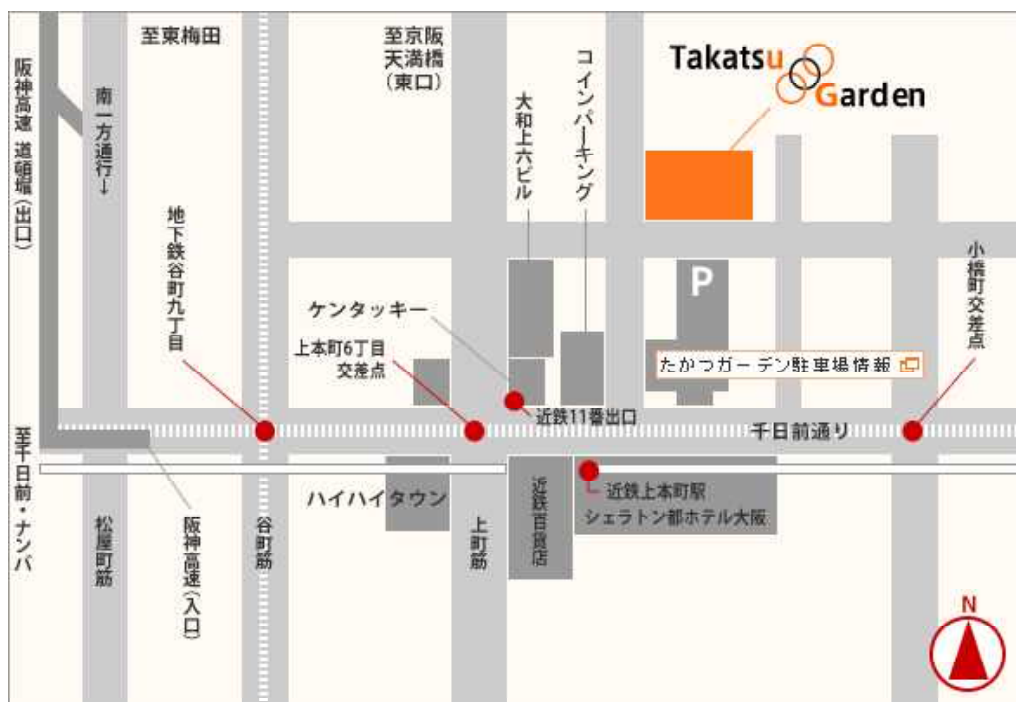 至東梅田
至京阪
天満橋
（東口）
コインパーキング
Takatsu
Garden
阪神高速 道頓堀（出口）
南一方通行→
大和上六ビル
地下鉄谷町九丁目
小橋町交差点
P
ケンタッキー
上本町6丁目
交差点
たかつガーデン駐車場情報
近鉄11番出口
千日前通り
至千日前・ナンバ
ハイハイタウン
近鉄百貨店
近鉄上本町駅
シェラトン都ホテル大阪
松屋町筋
阪神高速（入口）
谷町筋
上町筋
N